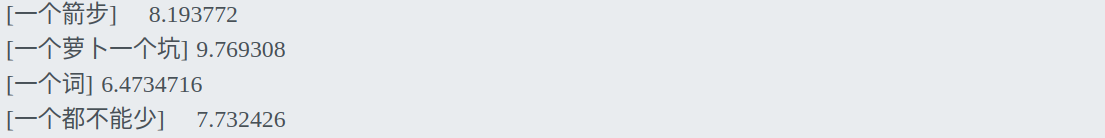 [一个箭步] 8.193772
[一个萝卜一个坑] 9.769308
[一个词] 6.4734716
[一个都不能少] 7.732426